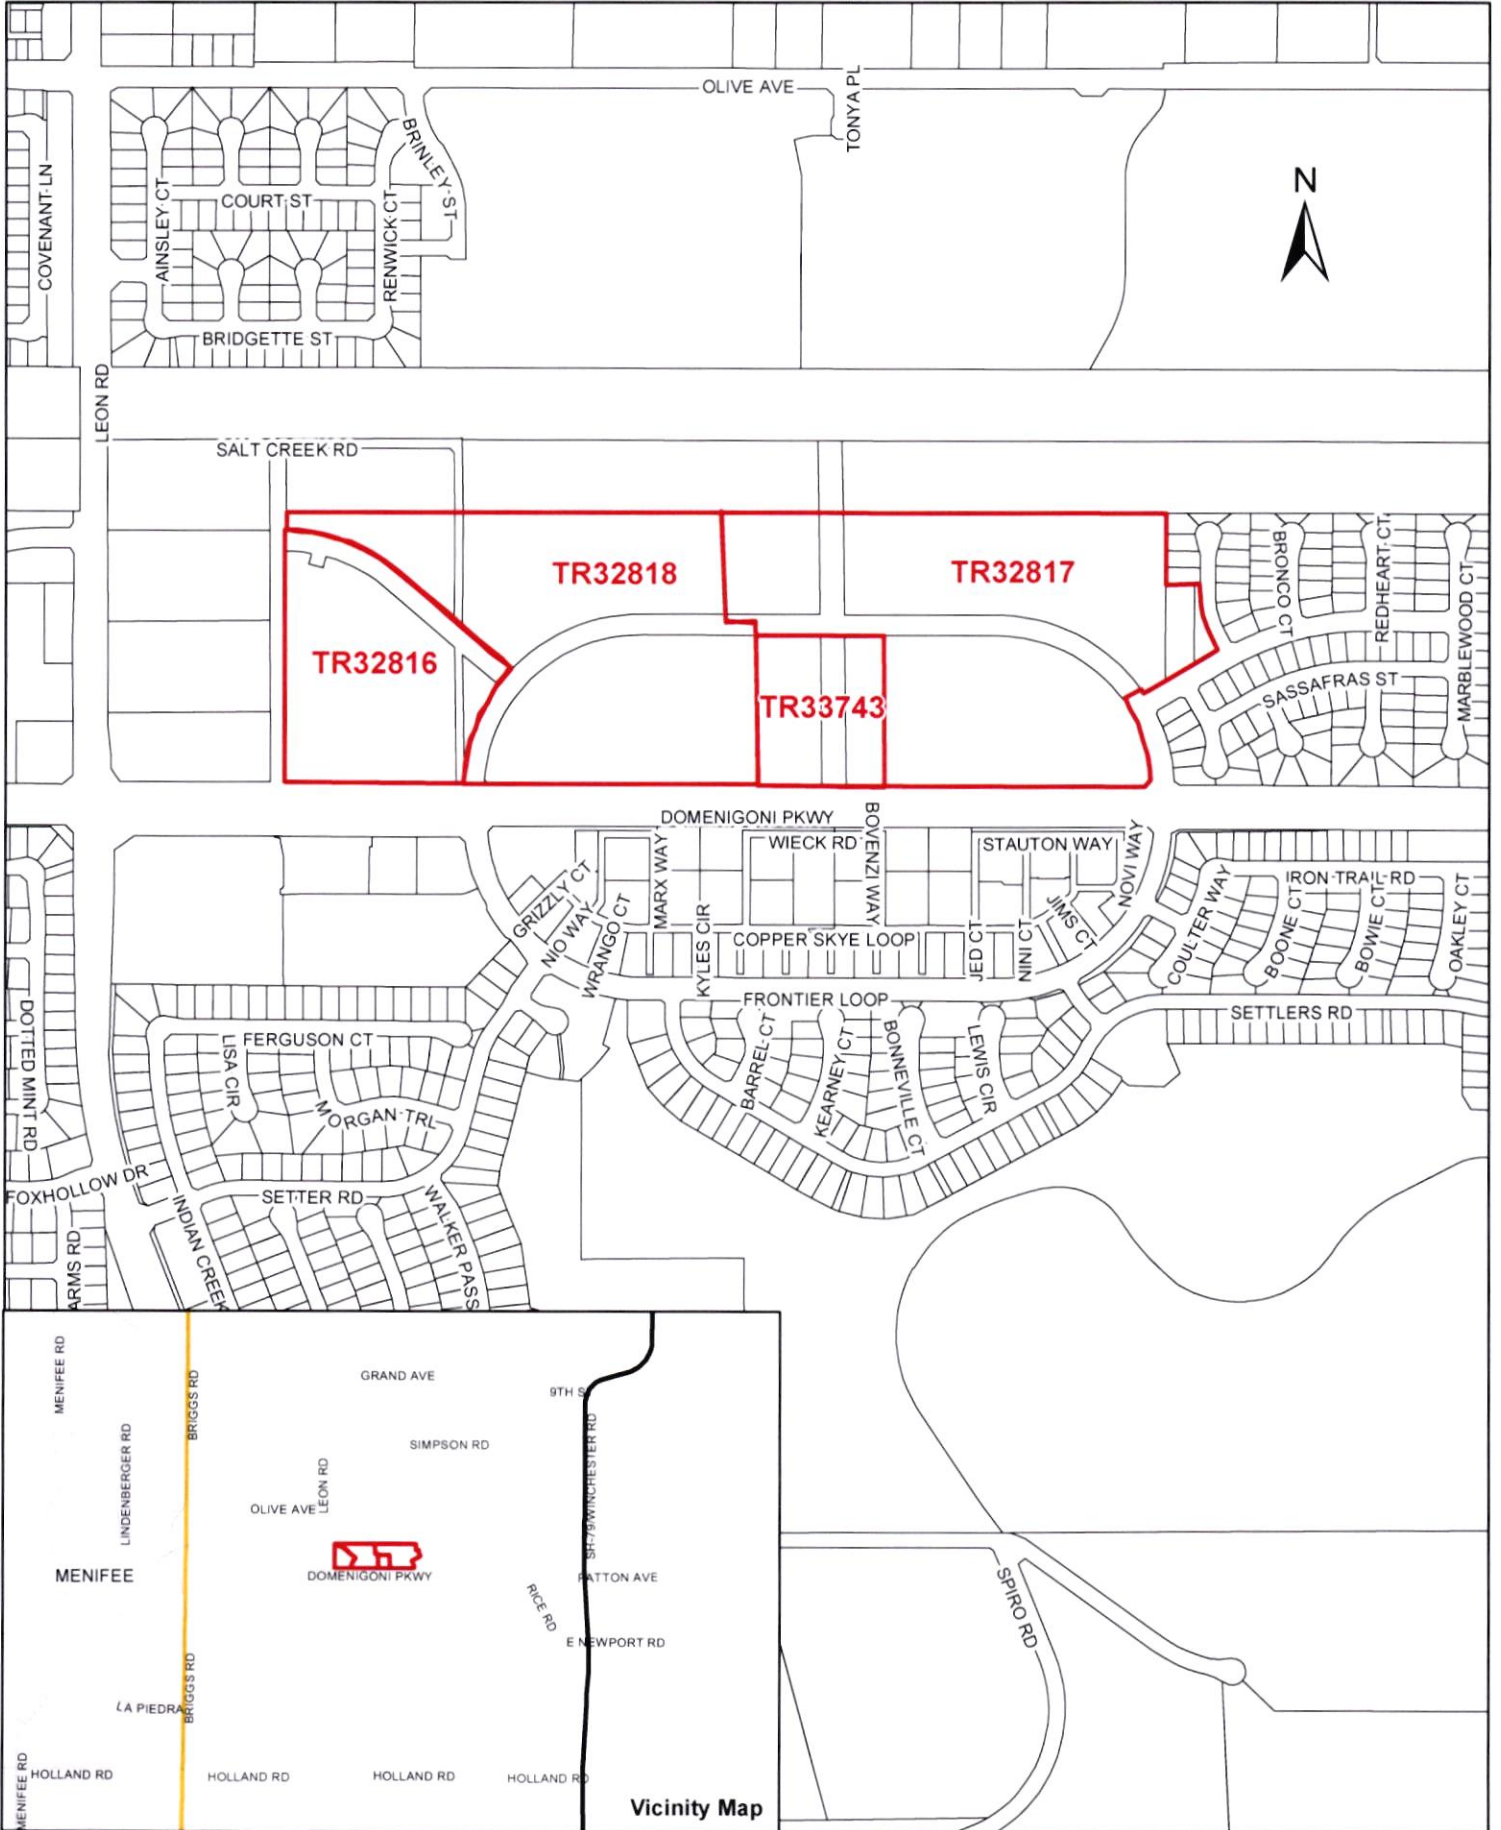 OLIVE AVE
TONYA PL
BRINLEY ST
COVENANT LN
AINSLEY CT
COURT ST
RENWICK CT
N
BRIDGETTE ST
LEON RD
SALT CREEK RD
TR32818
TR32817
BRONCO CT
REDHEART CT
MARBLEWOOD CT
TR32816
SASSAFRAS ST
TR33743
DOMENIGONI PKWY
BOVENZI WAY
WIECK RD
STAUTON WAY
NOVI WAY
MARX WAY
GRIZZLY CT
NIO WAY
WRANGO CT
KYLES CIR
COPPER SKYE LOOP
JED CT
NINI CT
JIMS CT
COULTER WAY
IRON TRAIL RD
BOONE CT
BOWIE CT
OAKLEY CT
FRONTIER LOOP
SETTLERS RD
DOTTED MINT RD
FERGUSON CT
LISA CIR
MORGAN TRL
BARREL CT
KEARNEY CT
BONNEVILLE CT
LEWIS CIR
FOXHOLLOW DR
SETTER RD
INDIAN CREEK
WALKER PASS
ARMS RD
MENIFEE RD
BRIGGS RD
GRAND AVE
9TH S
LINDENBERGER RD
SIMPSON RD
LEON RD
OLIVE AVE
SH-79/WINCHESTER RD
MENIFEE
DOMENIGONI PKWY
PATTON AVE
RICE RD
E NEWPORT RD
SPIRO RD
BRIGGS RD
LA PIEDRA
MENIFEE RD
HOLLAND RD
HOLLAND RD
HOLLAND RD
HOLLAND RD
Vicinity Map